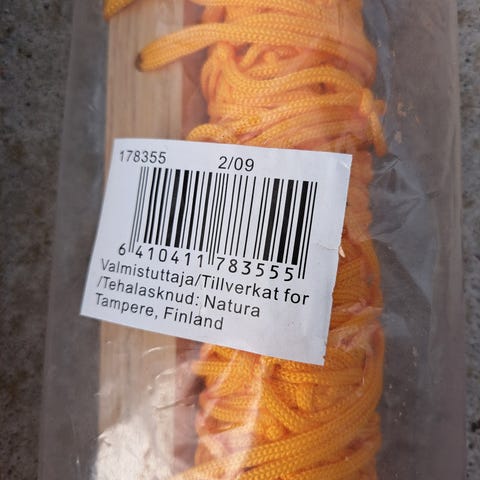 178355 2/09
6 410411 783555
Valmistuttaja/Tillverkat for
/Tehalasknud: Natura
Tampere, Finland